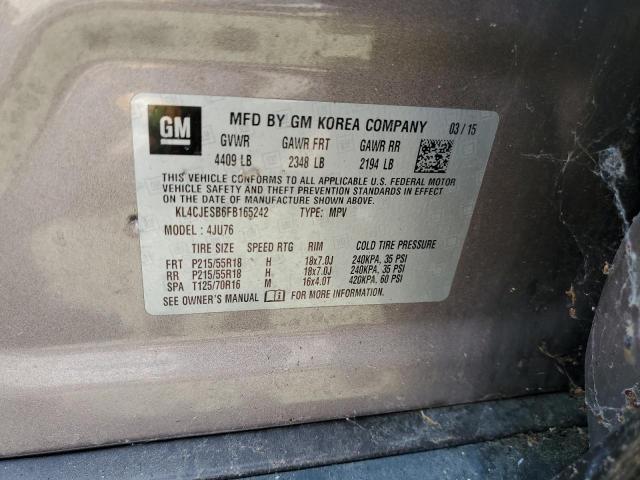 GM
MFD BY GM KOREA COMPANY 03/15
GVWR GAWR FRT GAWR RR
4409 LB 2348 LB 2194 LB
THIS VEHICLE CONFORMS TO ALL APPLICABLE U.S. FEDERAL MOTOR
VEHICLE SAFETY AND THEFT PREVENTION STANDARDS IN EFFECT
ON THE DATE OF MANUFACTURE SHOWN ABOVE.
KL4CJESB6FB165242 TYPE: MPV
MODEL: 4JU76
TIRE SIZE SPEED RTG RIM COLD TIRE PRESSURE
FRT P215/55R18 H 18x7.0J 240KPA, 35 PSI
RR P215/55R18 H 18x7.0J 240KPA, 35 PSI
SPA T125/70R16 M 16x4.0T 420KPA, 60 PSI
SEE OWNER'S MANUAL FOR MORE INFORMATION.